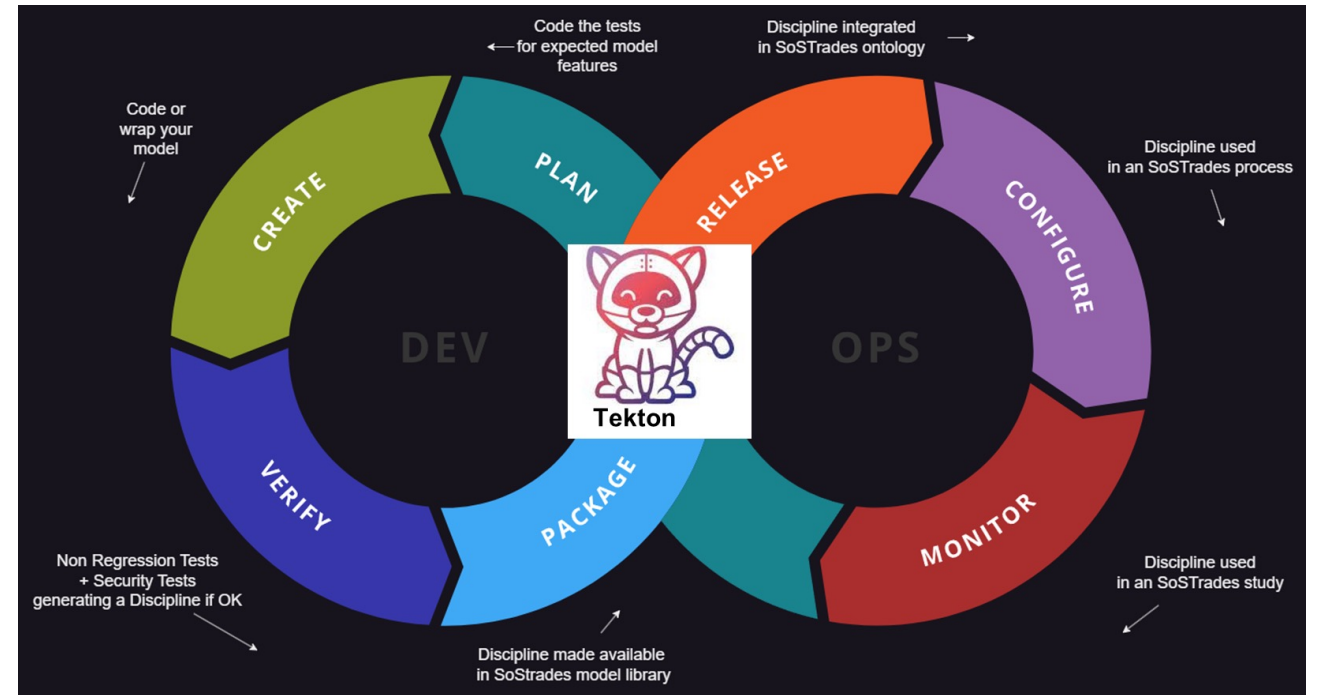 Code the tests
for expected model
features
Discipline integrated
in SoSTrades ontology
Code or
wrap your
model
Discipline used
in an SoSTrades process
PLAN
RELEASE
CREATE
CONFIGURE
DEV
OPS
Tekton
VERIFY
PACKAGE
MONITOR
Non Regression Tests
+ Security Tests
generating a Discipline if OK
Discipline used
in an SoSTrades study
Discipline made available
in SoStrades model library